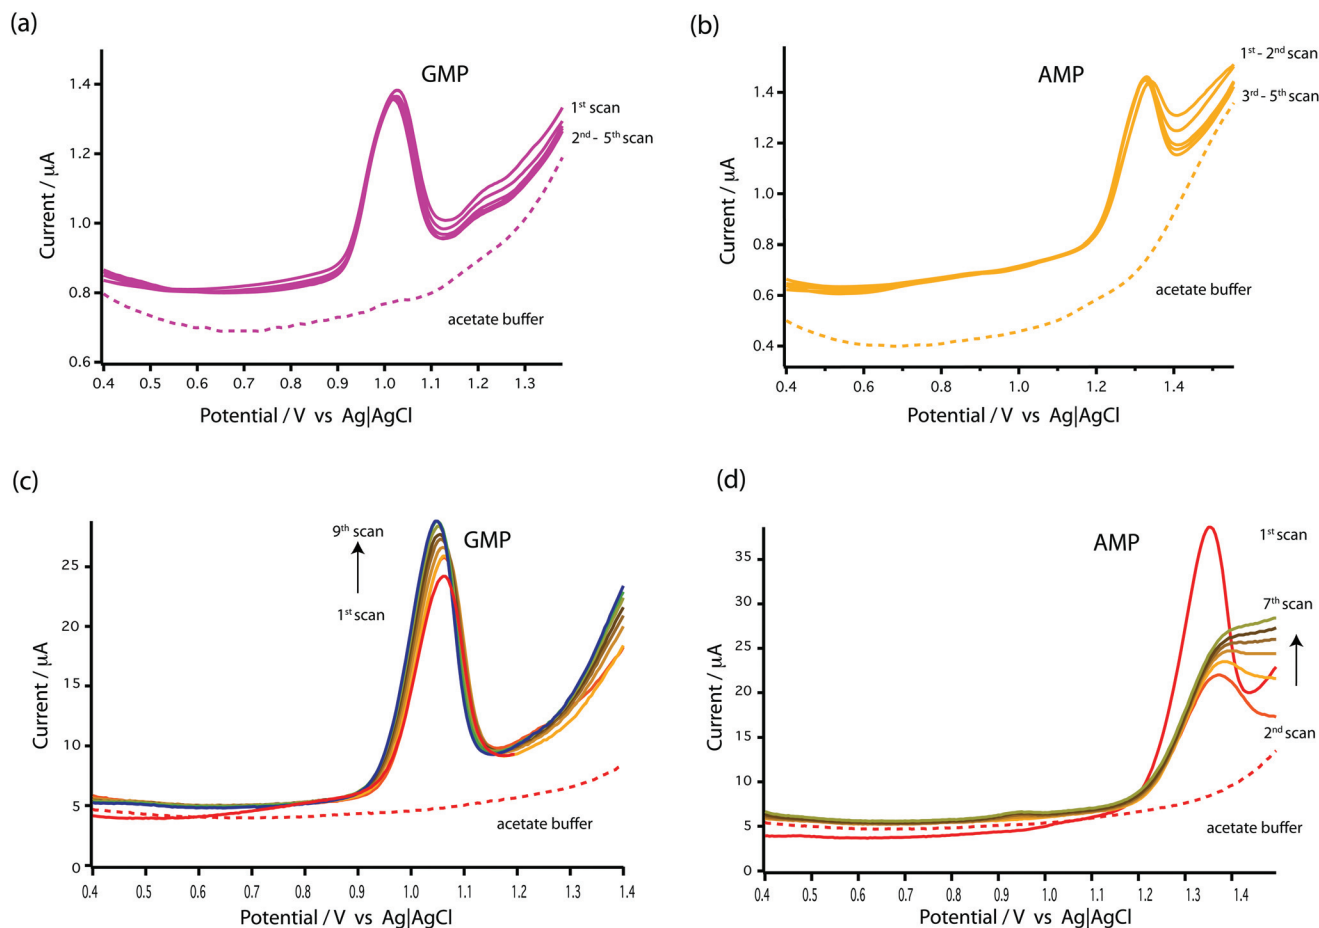 (a)
GMP
1st scan
2nd - 5th scan
acetate buffer
Current / μA
1.4
1.2
1.0
0.8
0.6
0.4 0.5 0.6 0.7 0.8 0.9 1.0 1.1 1.2 1.3
Potential / V vs Ag|AgCl
(b)
AMP
1st - 2nd scan
3rd - 5th scan
acetate buffer
Current / μA
1.4
1.2
1.0
0.8
0.6
0.4
0.4 0.6 0.8 1.0 1.2 1.4
Potential / V vs Ag|AgCl
(c)
9th scan
GMP
1st scan
acetate buffer
Current / μA
25
20
15
10
5
0
0.4 0.5 0.6 0.7 0.8 0.9 1.0 1.1 1.2 1.3 1.4
Potential / V vs Ag|AgCl
(d)
AMP
1st scan
7th scan
2nd scan
acetate buffer
Current / μA
35
30
25
20
15
10
5
0
0.4 0.5 0.6 0.7 0.8 0.9 1.0 1.1 1.2 1.3 1.4
Potential / V vs Ag|AgCl